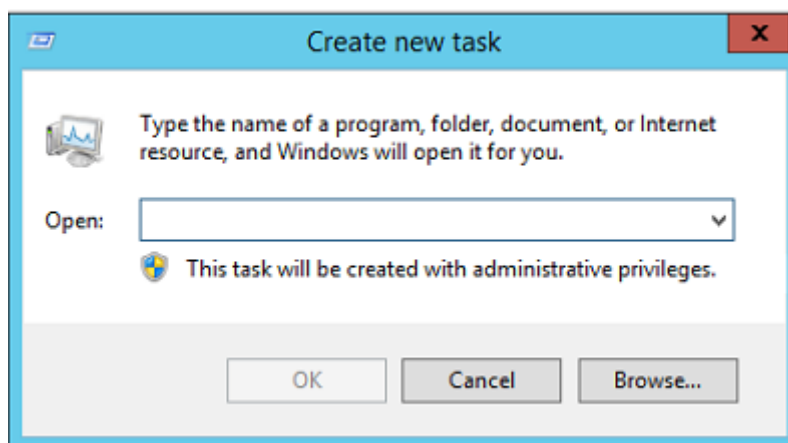 Create new task
x
Type the name of a program, folder, document, or Internet
resource, and Windows will open it for you.
Open:
This task will be created with administrative privileges.
OK
Cancel
Browse...